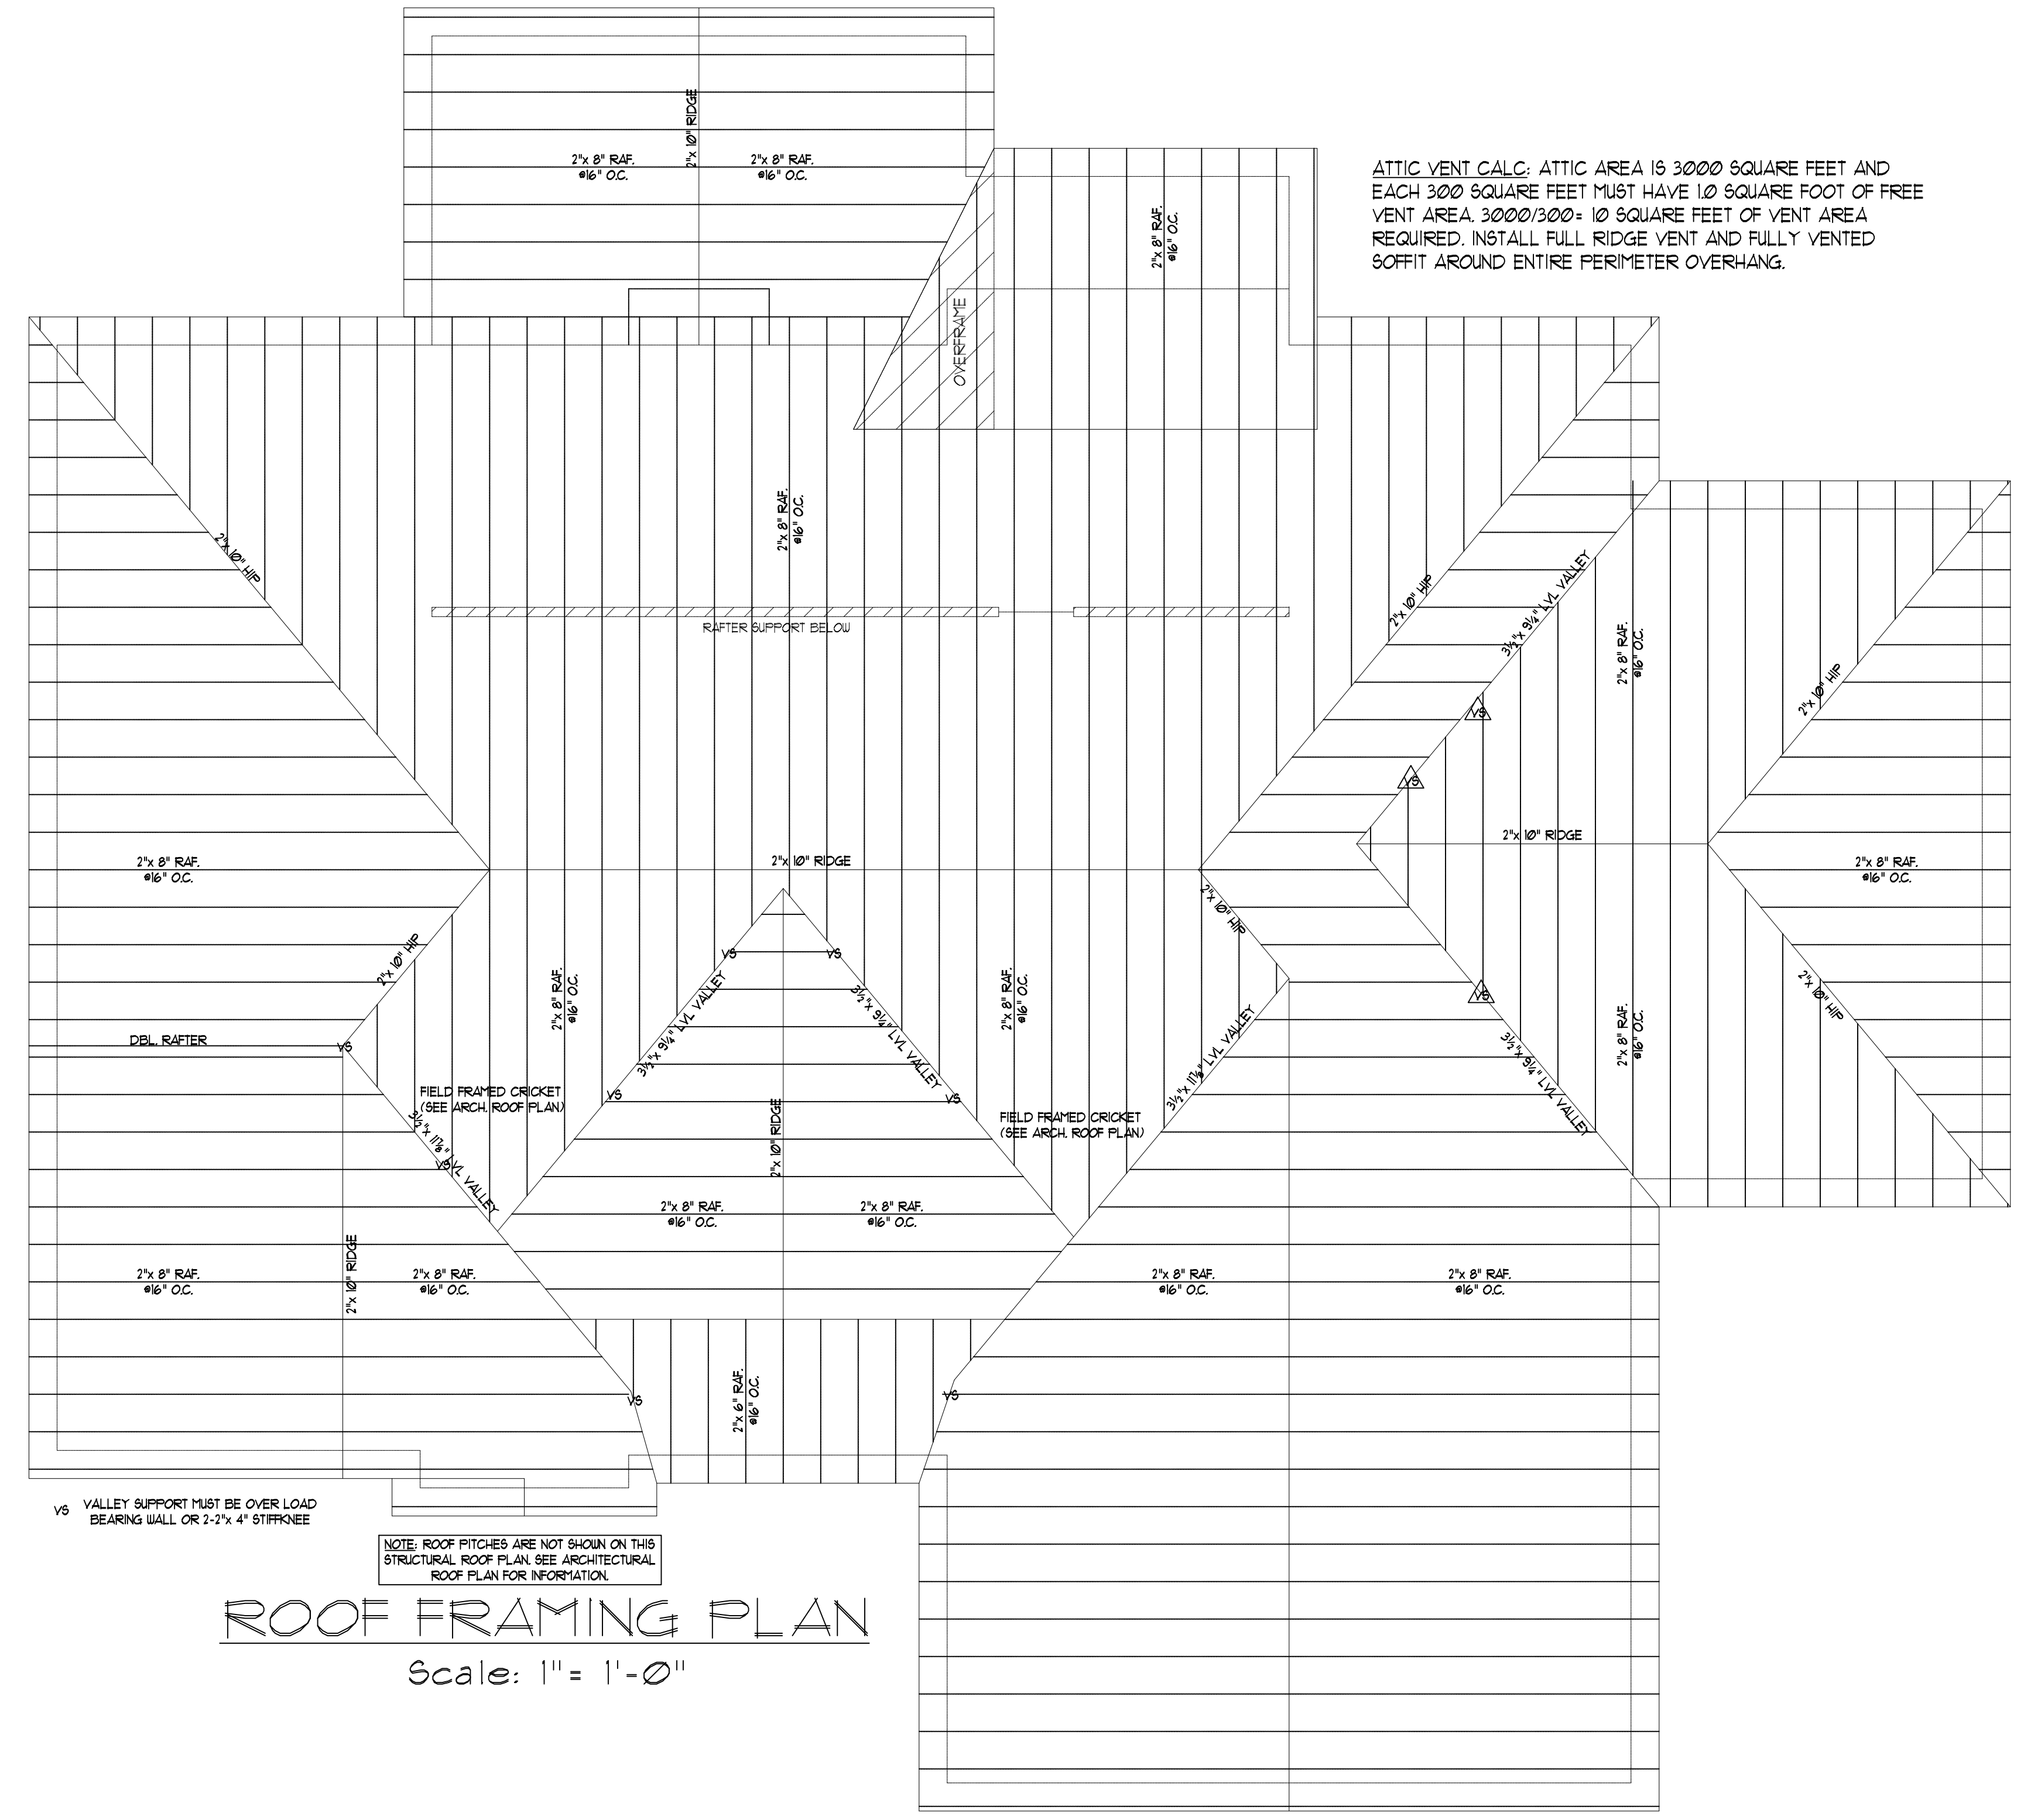 2"x 10" RIDGE
2"x 8" RAF.
@16" O.C.
2"x 8" RAF.
@16" O.C.
2"x 8" RAF.
@16" O.C.
ATTIC VENT CALC: ATTIC AREA IS 3000 SQUARE FEET AND
EACH 300 SQUARE FEET MUST HAVE 1.0 SQUARE FOOT OF FREE
VENT AREA. 3000/300= 10 SQUARE FEET OF VENT AREA
REQUIRED. INSTALL FULL RIDGE VENT AND FULLY VENTED
SOFFIT AROUND ENTIRE PERIMETER OVERHANG.
OVERFRAME
2"x 10" HIP
2"x 8" RAF.
@16" O.C.
RAFTER SUPPORT BELOW
2"x 10" HIP
3½"x 9¼" LVL VALLEY
2"x 8" RAF.
@16" O.C.
2"x 10" HIP
VS
VS
2"x 10" RIDGE
2"x 8" RAF.
@16" O.C.
2"x 10" RIDGE
2"x 8" RAF.
@16" O.C.
2"x 10" HIP
2"x 10" HIP
VS
VS
2"x 8" RAF.
@16" O.C.
3½"x 9¼" LVL VALLEY
3½"x 9¼" LVL VALLEY
2"x 8" RAF.
@16" O.C.
VS
2"x 10" HIP
DBL. RAFTER
VS
3½"x 11⅞" LVL VALLEY
3½"x 9¼" LVL VALLEY
2"x 8" RAF.
@16" O.C.
FIELD FRAMED CRICKET
(SEE ARCH. ROOF PLAN)
VS
VS
FIELD FRAMED CRICKET
(SEE ARCH. ROOF PLAN)
2"x 10" RIDGE
VS
3½"x 11⅞" LVL VALLEY
2"x 8" RAF.
@16" O.C.
2"x 8" RAF.
@16" O.C.
2"x 10" RIDGE
2"x 8" RAF.
@16" O.C.
2"x 8" RAF.
@16" O.C.
2"x 8" RAF.
@16" O.C.
2"x 8" RAF.
@16" O.C.
2"x 6" RAF.
@16" O.C.
VS
VS
VS VALLEY SUPPORT MUST BE OVER LOAD
BEARING WALL OR 2-2"x 4" STIFFKNEE
NOTE: ROOF PITCHES ARE NOT SHOWN ON THIS
STRUCTURAL ROOF PLAN. SEE ARCHITECTURAL
ROOF PLAN FOR INFORMATION.
ROOF FRAMING PLAN
Scale: 1"= 1'-0"